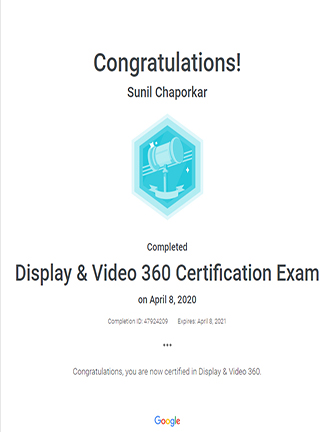 Congratulations!
Sunil Chaporkar
Completed
Display & Video 360 Certification Exam
on April 8, 2020
Completion ID: 47924209 Expires: April 8, 2021
•••
Congratulations, you are now certified in Display & Video 360.
Google